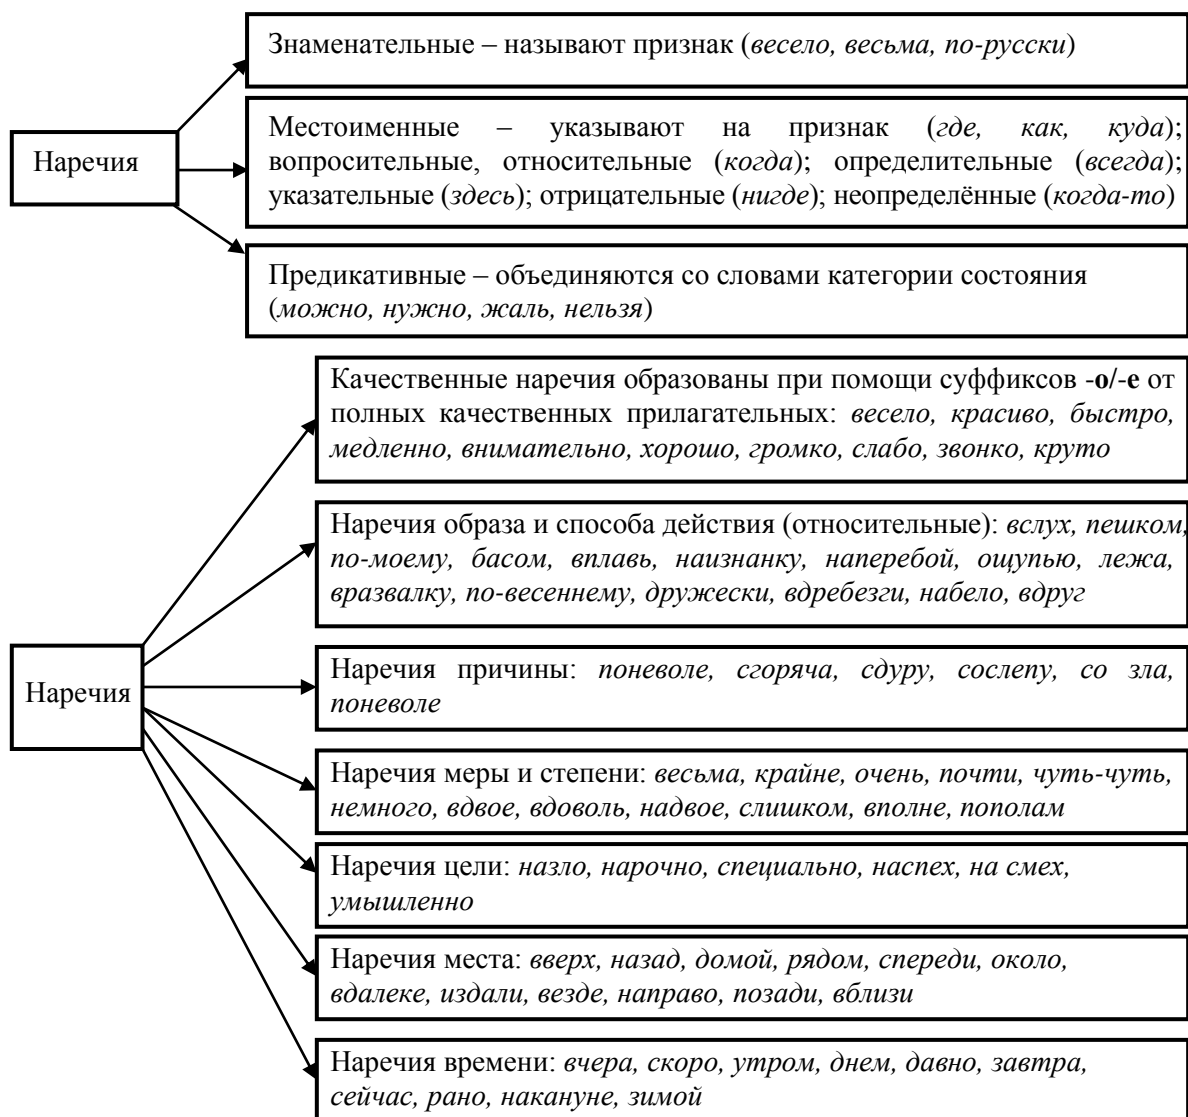 Знаменательные – называют признак (весело, весьма, по-русски)
Наречия
Местоименные – указывают на признак (где, как, куда);
вопросительные, относительные (когда); определительные (всегда);
указательные (здесь); отрицательные (нигде); неопределённые (когда-то)
Предикативные – объединяются со словами категории состояния
(можно, нужно, жаль, нельзя)
Качественные наречия образованы при помощи суффиксов -о/-е от
полных качественных прилагательных: весело, красиво, быстро,
медленно, внимательно, хорошо, громко, слабо, звонко, круто
Наречия образа и способа действия (относительные): вслух, пешком,
по-моему, басом, вплавь, наизнанку, наперебой, ощупью, лежа,
вразвалку, по-весеннему, дружески, вдребезги, набело, вдруг
Наречия
Наречия причины: поневоле, сгоряча, сдуру, сослепу, со зла,
поневоле
Наречия меры и степени: весьма, крайне, очень, почти, чуть-чуть,
немного, вдвое, вдоволь, надвое, слишком, вполне, пополам
Наречия цели: назло, нарочно, специально, наспех, на смех,
умышленно
Наречия места: вверх, назад, домой, рядом, спереди, около,
вдалеке, издали, везде, направо, позади, вблизи
Наречия времени: вчера, скоро, утром, днем, давно, завтра,
сейчас, рано, накануне, зимой